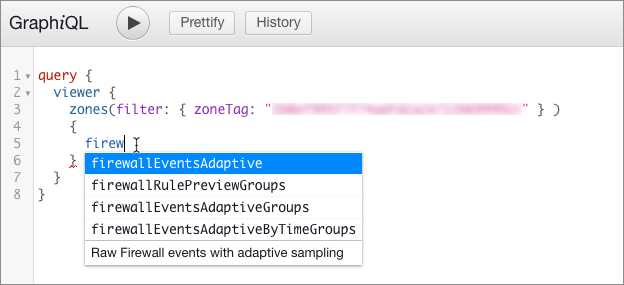 GraphiQL Prettify History
1 query {
2 viewer {
3 zones(filter: { zoneTag: " " } )
4 {
5 firew
firewallEventsAdaptive
6 }
firewallRulePreviewGroups
7 }
firewallEventsAdaptiveGroups
8 }
firewallEventsAdaptiveByTimeGroups
Raw Firewall events with adaptive sampling